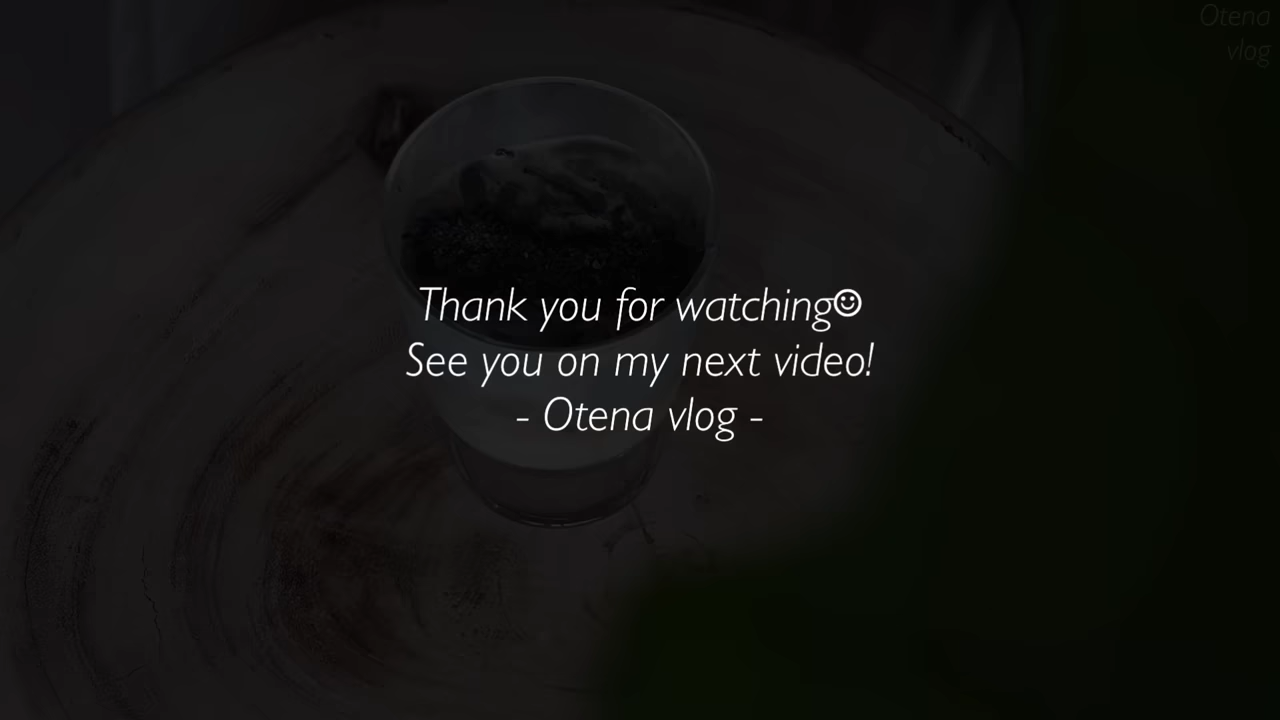 Otena
vlog
Thank you for watching☻
See you on my next video!
- Otena vlog -